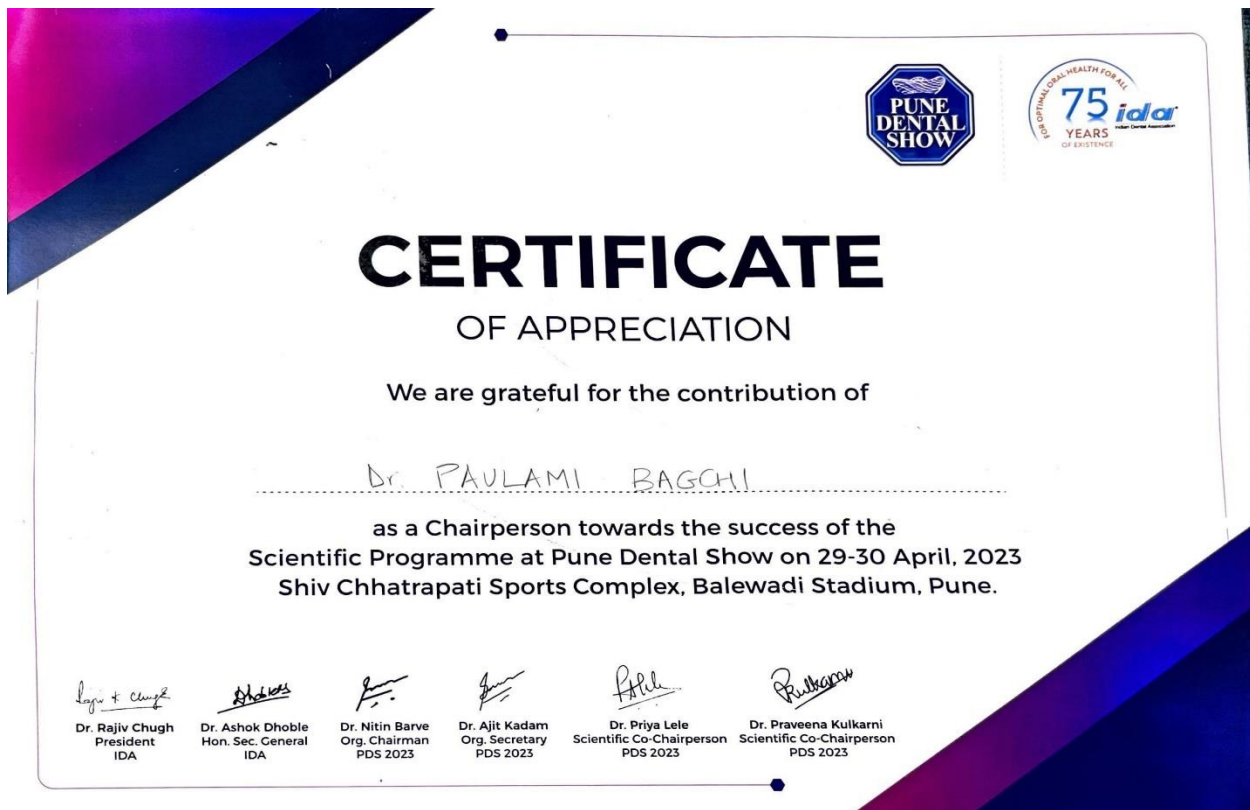 PUNE
DENTAL
SHOW
FOR OPTIMAL ORAL HEALTH FOR ALL
75
YEARS
OF EXISTENCE
ida
Indian Dental Association
CERTIFICATE
OF APPRECIATION
We are grateful for the contribution of
Dr. PAULAMI BAGCHI
as a Chairperson towards the success of the
Scientific Programme at Pune Dental Show on 29-30 April, 2023
Shiv Chhatrapati Sports Complex, Balewadi Stadium, Pune.
Dr. Rajiv Chugh
President
IDA
Dr. Ashok Dhoble
Hon. Sec. General
IDA
Dr. Nitin Barve
Org. Chairman
PDS 2023
Dr. Ajit Kadam
Org. Secretary
PDS 2023
Dr. Priya Lele
Scientific Co-Chairperson
PDS 2023
Dr. Praveena Kulkarni
Scientific Co-Chairperson
PDS 2023